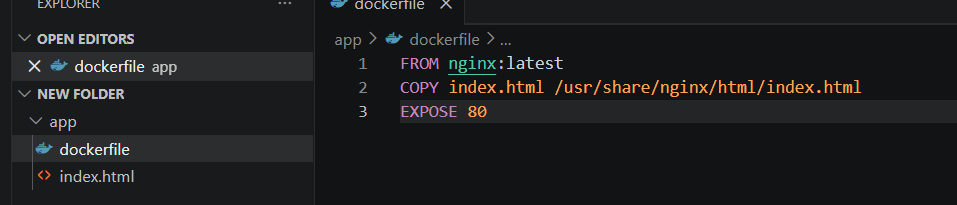 EXPLORER ...
dockerfile
OPEN EDITORS
dockerfile app
NEW FOLDER
app
dockerfile
index.html
app > dockerfile > ...
1 FROM nginx:latest
2 COPY index.html /usr/share/nginx/html/index.html
3 EXPOSE 80